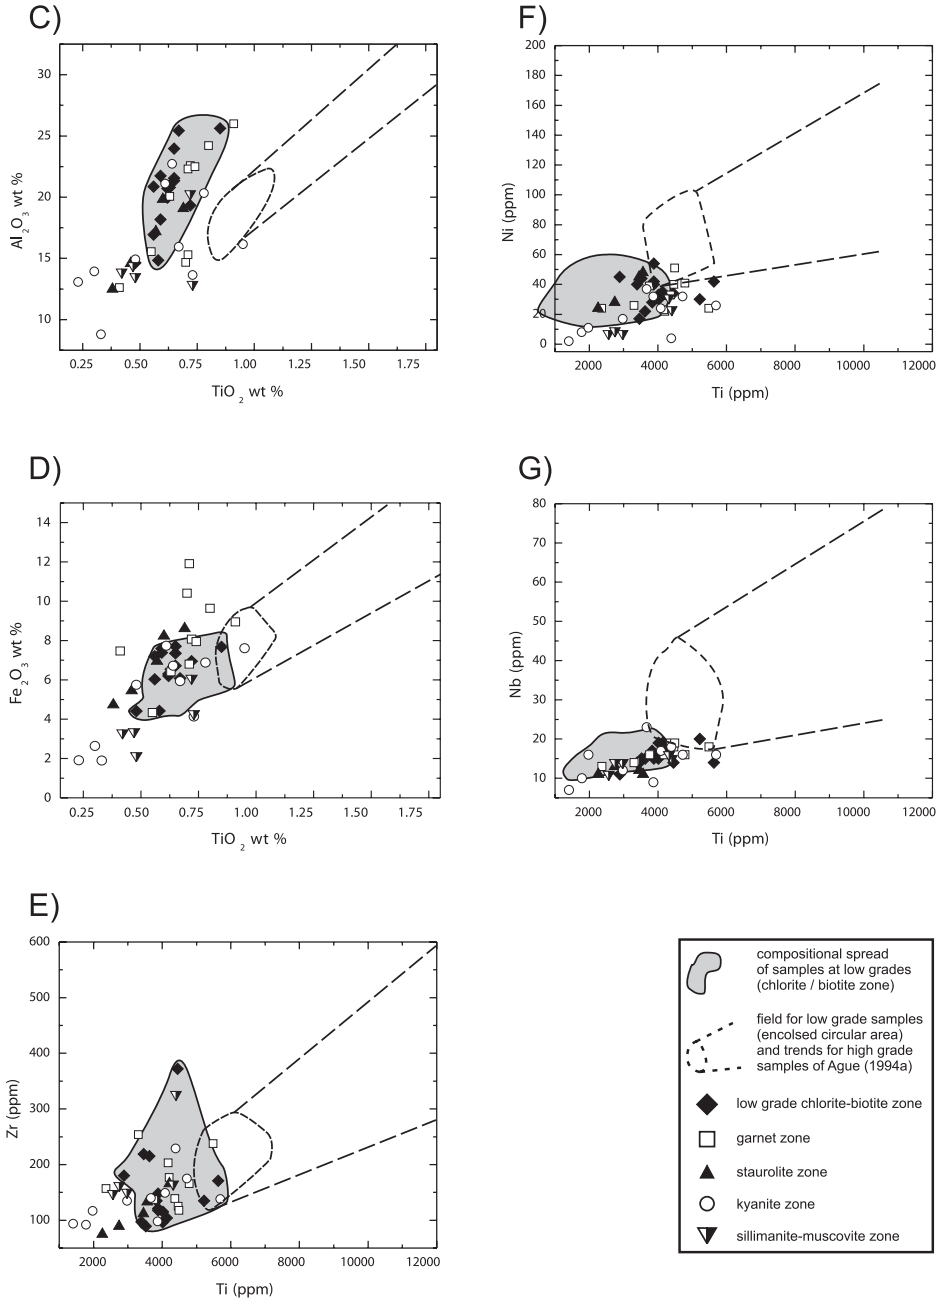 C)
30
25
20
15
10
Al2O3 wt %
0.25 0.50 0.75 1.00 1.25 1.50 1.75
TiO2 wt %
F)
200
180
160
140
120
100
80
60
40
20
0
Ni (ppm)
2000 4000 6000 8000 10000 12000
Ti (ppm)
D)
14
12
10
8
6
4
2
0
Fe2O3 wt %
0.25 0.50 0.75 1.00 1.25 1.50 1.75
TiO2 wt %
G)
80
70
60
50
40
30
20
10
Nb (ppm)
2000 4000 6000 8000 10000 12000
Ti (ppm)
E)
600
500
400
300
200
100
Zr (ppm)
2000 4000 6000 8000 10000 12000
Ti (ppm)
compositional spread
of samples at low grades
(chlorite / biotite zone)
field for low grade samples
(encolsed circular area)
and trends for high grade
samples of Ague (1994a)
low grade chlorite-biotite zone
garnet zone
staurolite zone
kyanite zone
sillimanite-muscovite zone